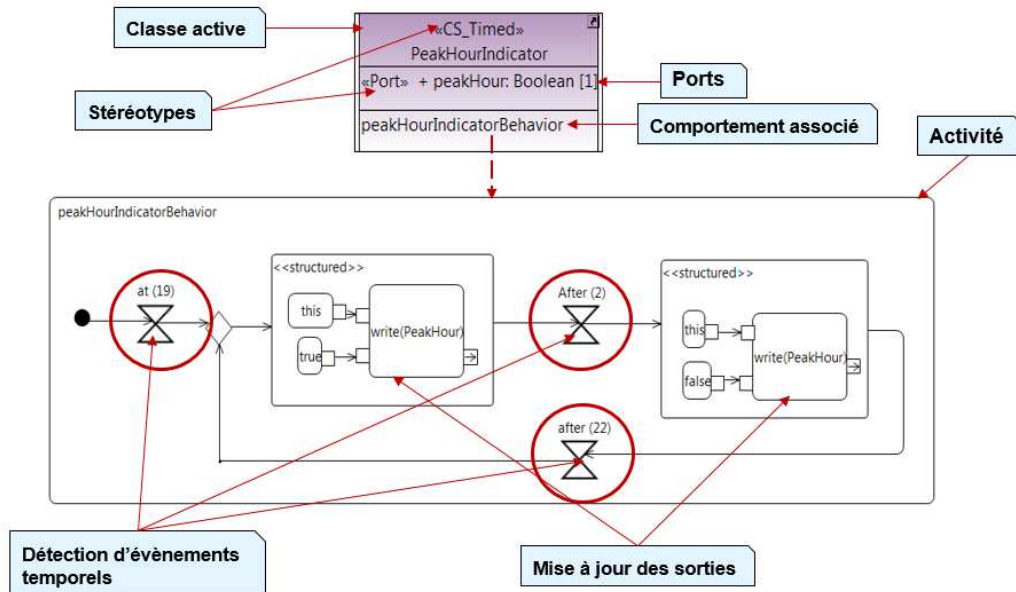 Classe active
«CS_Timed»
PeakHourIndicator
«Port» + peakHour: Boolean [1]
Ports
Stéréotypes
peakHourIndicatorBehavior
Comportement associé
Activité
peakHourIndicatorBehavior
at (19)
<<structured>>
this
true
write(PeakHour)
After (2)
<<structured>>
this
false
write(PeakHour)
after (22)
Détection d'évènements
temporels
Mise à jour des sorties